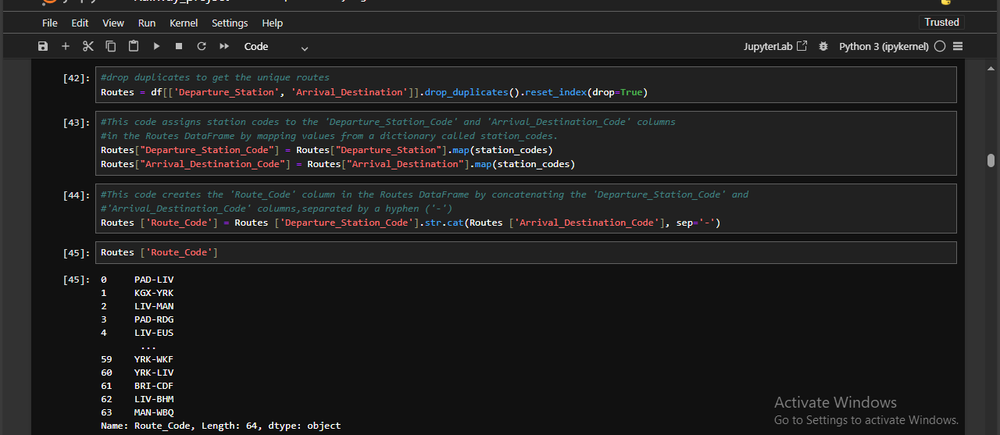 File Edit View Run Kernel Settings Help Trusted
Code JupyterLab Python 3 (ipykernel)
[42]: #drop duplicates to get the unique routes
Routes = df[['Departure_Station', 'Arrival_Destination']].drop_duplicates().reset_index(drop=True)
[43]: #This code assigns station codes to the 'Departure_Station_Code' and 'Arrival_Destination_Code' columns
#in the Routes DataFrame by mapping values from a dictionary called station_codes.
Routes["Departure_Station_Code"] = Routes["Departure_Station"].map(station_codes)
Routes["Arrival_Destination_Code"] = Routes["Arrival_Destination"].map(station_codes)
[44]: #This code creates the 'Route_Code' column in the Routes DataFrame by concatenating the 'Departure_Station_Code' and
#'Arrival_Destination_Code' columns,separated by a hyphen ('-')
Routes ['Route_Code'] = Routes ['Departure_Station_Code'].str.cat(Routes ['Arrival_Destination_Code'], sep='-')
[45]: Routes ['Route_Code']
[45]: 0 PAD-LIV
1 KGX-YRK
2 LIV-MAN
3 PAD-RDG
4 LIV-EUS
...
59 YRK-WKF
60 YRK-LIV
61 BRI-CDF
62 LIV-BHM
63 MAN-WBQ
Name: Route_Code, Length: 64, dtype: object
Activate Windows
Go to Settings to activate Windows.